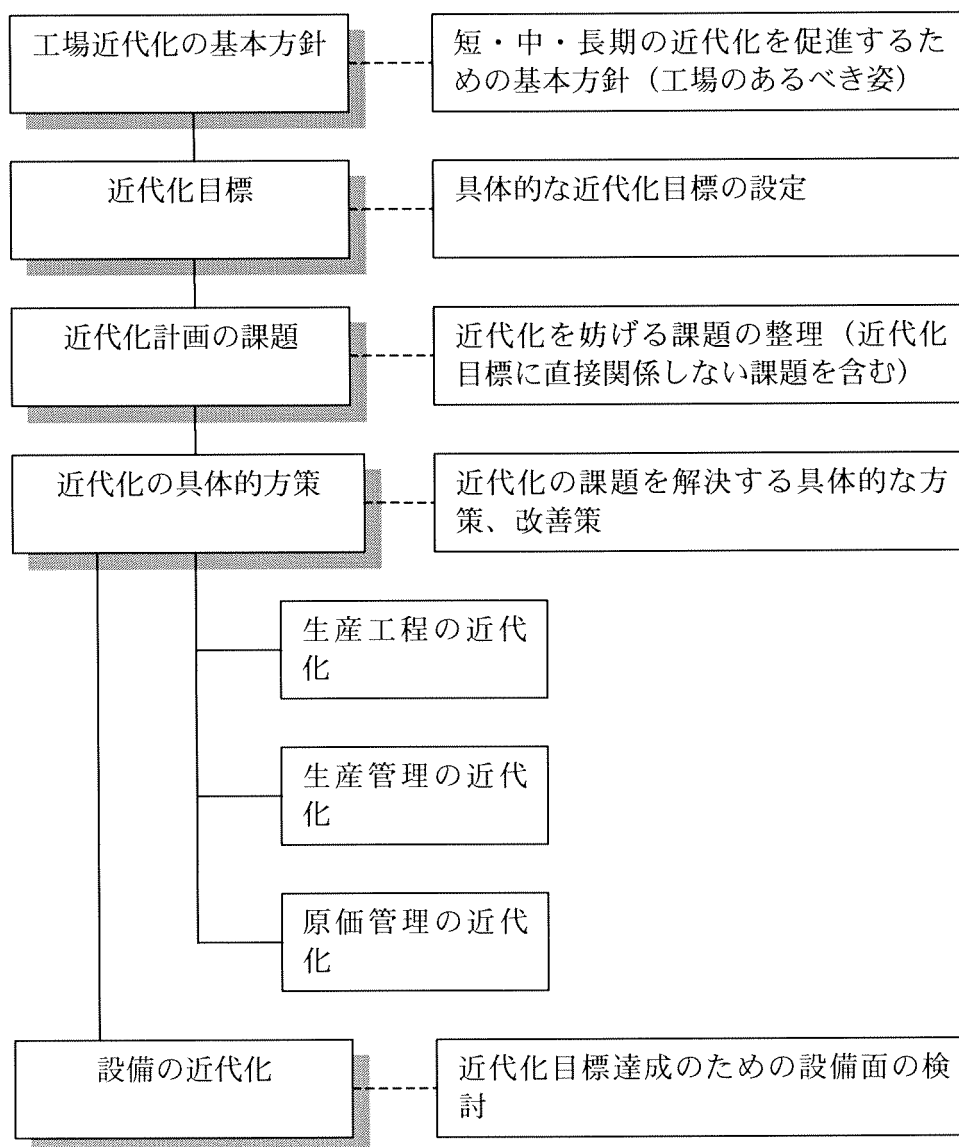 工場近代化の基本方針
短・中・長期の近代化を促進するた
めの基本方針（工場のあるべき姿）
近代化目標
具体的な近代化目標の設定
近代化計画の課題
近代化を妨げる課題の整理（近代化
目標に直接関係しない課題を含む）
近代化の具体的方策
近代化の課題を解決する具体的な方
策、改善策
生産工程の近代
化
生産管理の近代
化
原価管理の近代
化
設備の近代化
近代化目標達成のための設備面の検
討